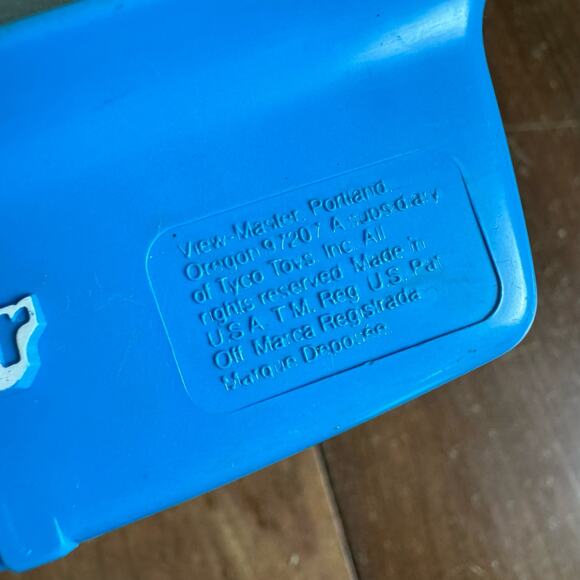 View-Master, Portland,
Oregon 97207 A subsidiary
of Tyco Toys, Inc. All
rights reserved. Made in
U.S.A. T.M. Reg. U.S. Pat
Off. Marca Registrada
Marque Deposée
r